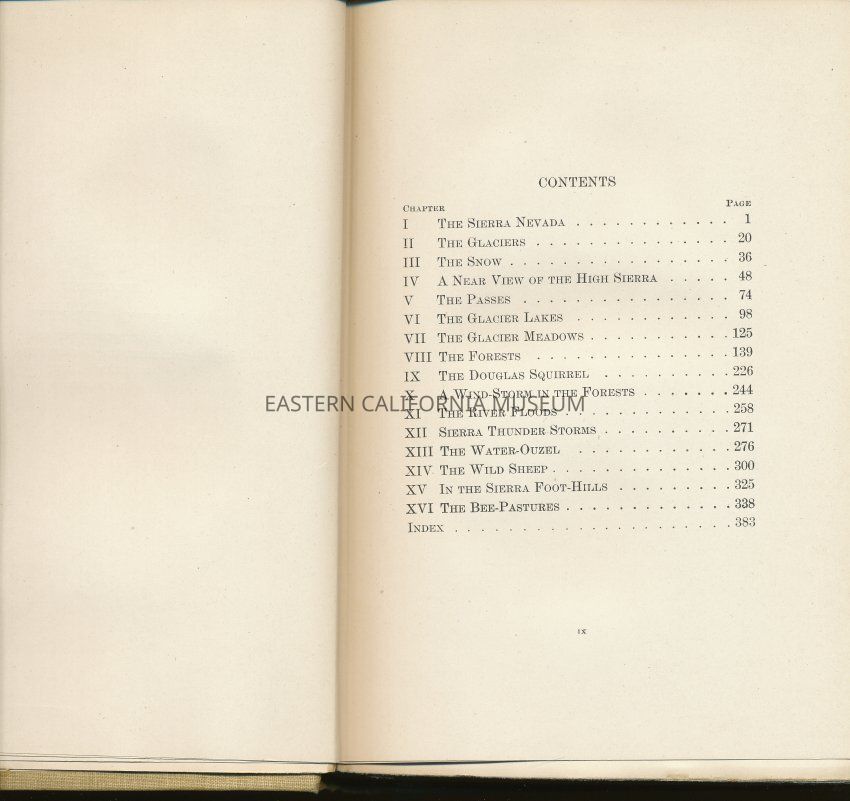 CONTENTS
CHAPTER PAGE
I THE SIERRA NEVADA . . . . . . . . . . . . 1
II THE GLACIERS . . . . . . . . . . . . . . . 20
III THE SNOW . . . . . . . . . . . . . . . . . 36
IV A NEAR VIEW OF THE HIGH SIERRA . . . . . 48
V THE PASSES . . . . . . . . . . . . . . . . 74
VI THE GLACIER LAKES . . . . . . . . . . . . 98
VII THE GLACIER MEADOWS . . . . . . . . . . . 125
VIII THE FORESTS . . . . . . . . . . . . . . . 139
IX THE DOUGLAS SQUIRREL . . . . . . . . . . 226
X A WIND-STORM IN THE FORESTS . . . . . . . 244
EASTERN CALIFORNIA MUSEUM
XI THE RIVER FLOODS . . . . . . . . . . . . 258
XII SIERRA THUNDER STORMS . . . . . . . . . . 271
XIII THE WATER-OUZEL . . . . . . . . . . . . 276
XIV THE WILD SHEEP . . . . . . . . . . . . . . 300
XV IN THE SIERRA FOOT-HILLS . . . . . . . . . 325
XVI THE BEE-PASTURES . . . . . . . . . . . . . 338
INDEX . . . . . . . . . . . . . . . . . . . . . 383
ix